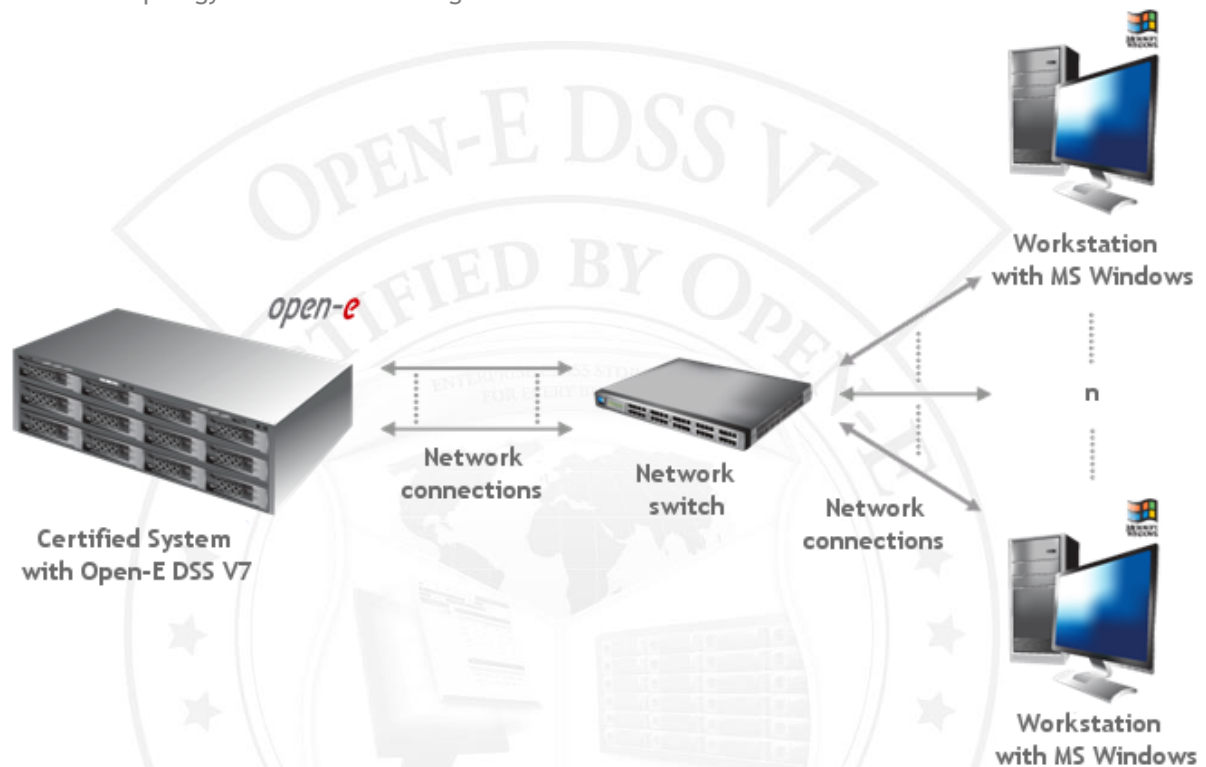 OPEN-E DSS V7
CERTIFIED BY OPEN-E
open-e
Certified System
with Open-E DSS V7
Network
connections
Network
switch
Network
connections
Workstation
with MS Windows
n
Workstation
with MS Windows